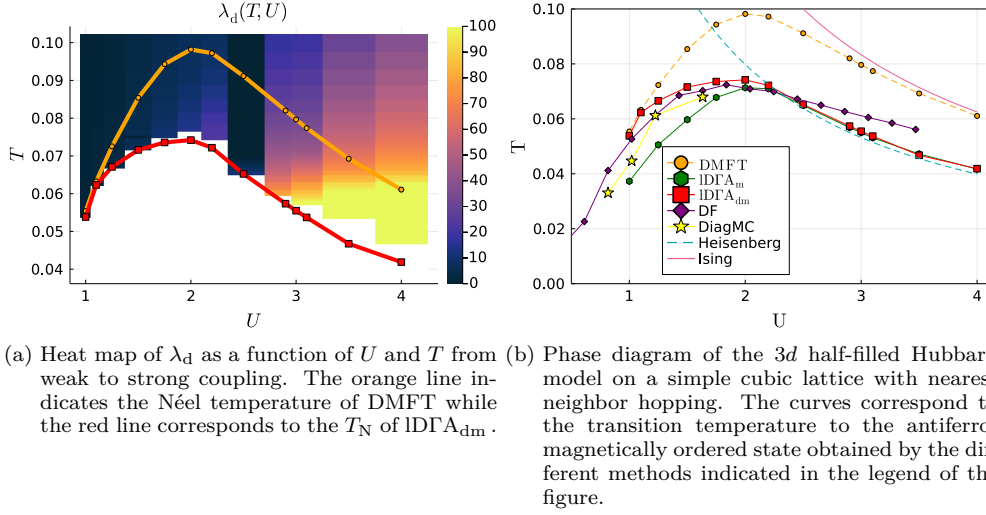 λd(T, U)
0.10
0.09
0.08
0.07
0.06
0.05
0.04
T
1
2
3
4
U
100
90
80
70
60
50
40
30
20
10
0
0.10
0.08
0.06
0.04
0.02
0.00
T
1
2
3
4
U
DMFT
lDΓAm
lDΓAdm
DF
DiagMC
Heisenberg
Ising
(a) Heat map of λd as a function of U and T from
weak to strong coupling. The orange line in-
dicates the Néel temperature of DMFT while
the red line corresponds to the TN of lDΓAdm.
(b) Phase diagram of the 3d half-filled Hubbar
model on a simple cubic lattice with neares
neighbor hopping. The curves correspond t
the transition temperature to the antiferro
magnetically ordered state obtained by the dif
ferent methods indicated in the legend of th
figure.